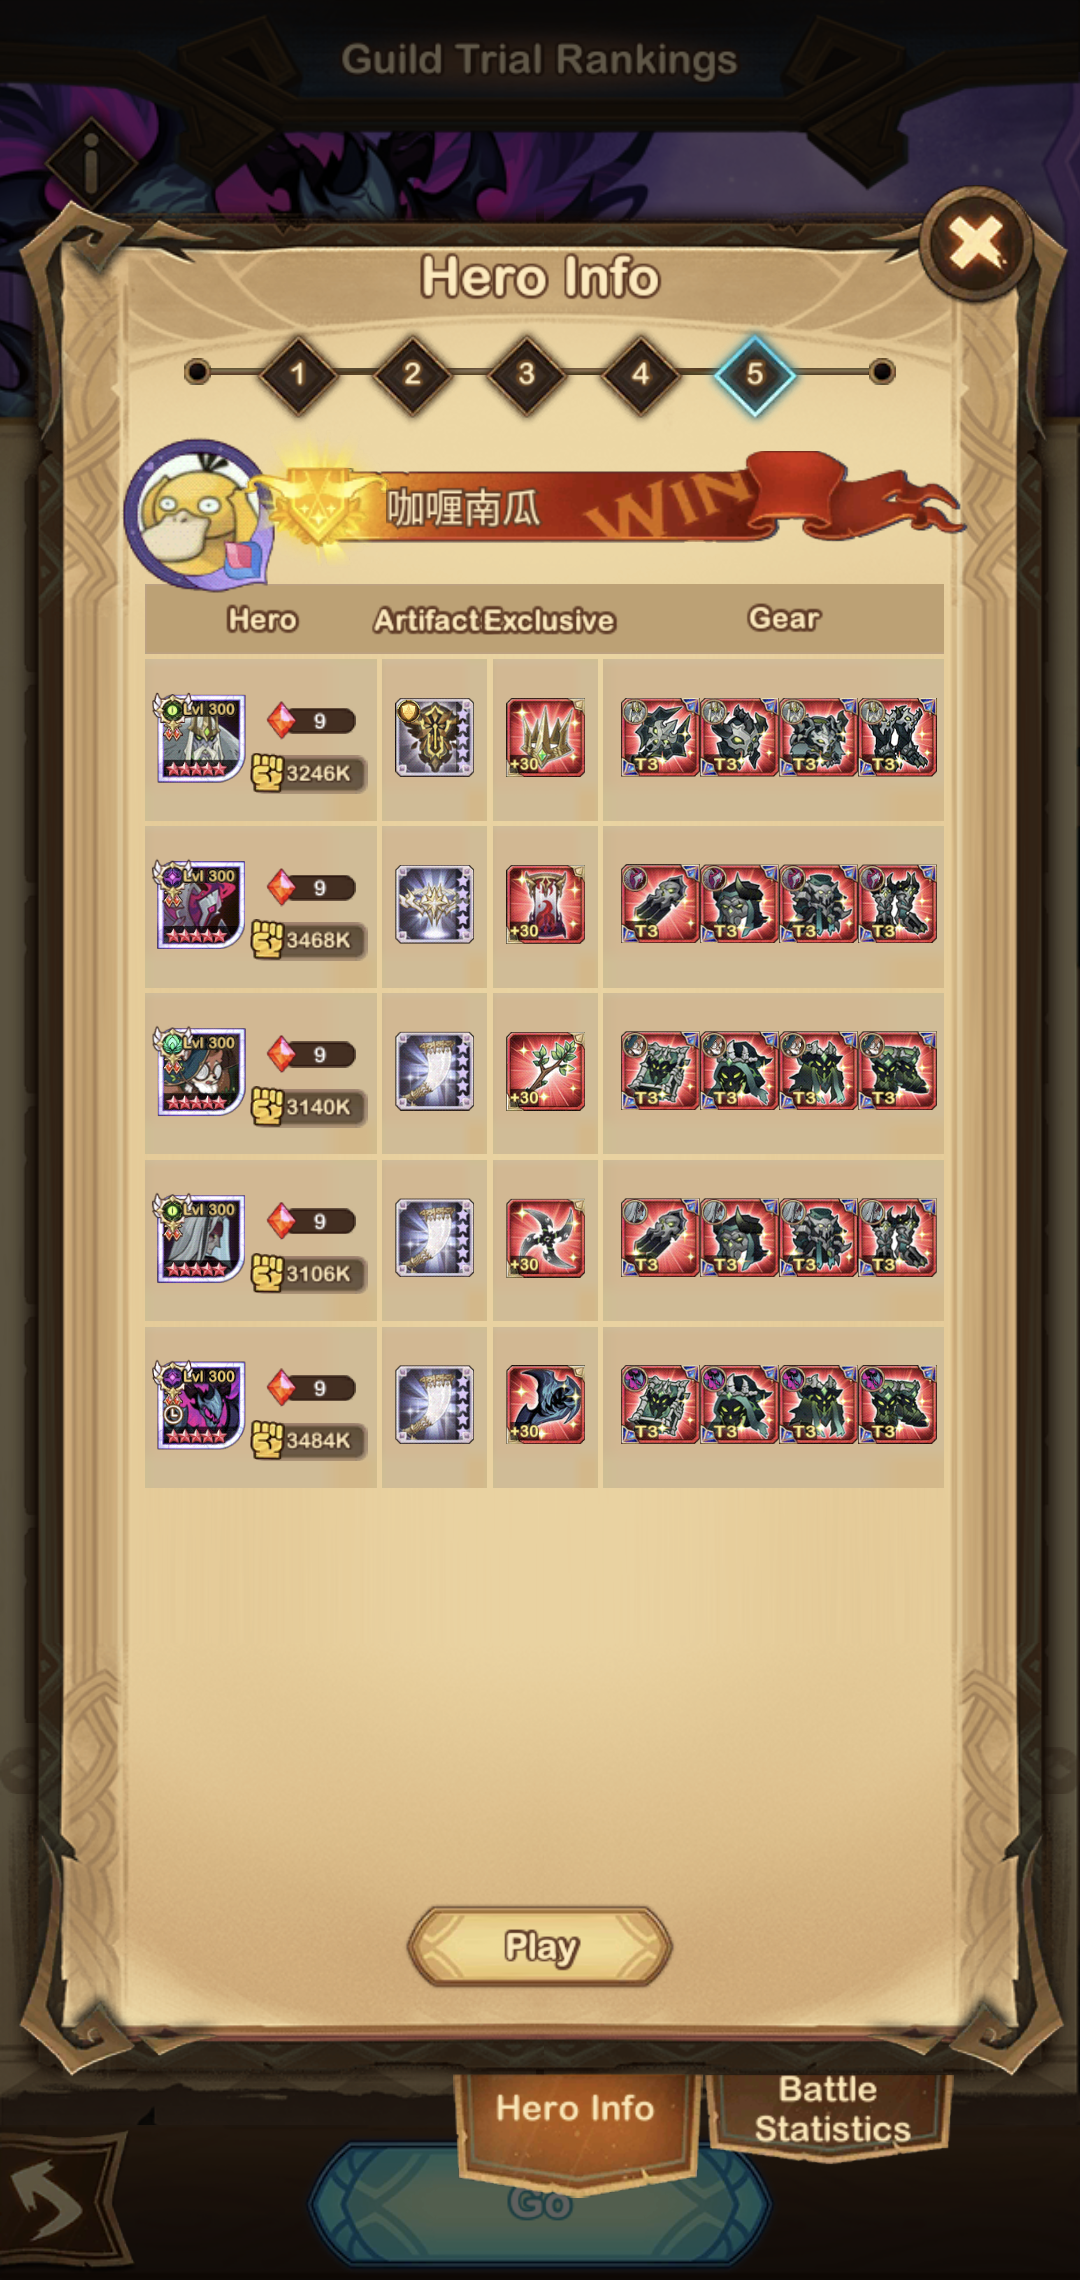 Guild Trial Rankings
Hero Info
1 2 3 4 5
咖喱南瓜 WIN
Hero Artifact Exclusive Gear
Lvl 300 9 +30 T3 T3 T3 T3
3246K
Lvl 300 9 +30 T3 T3 T3 T3
3468K
Lvl 300 9 +30 T3 T3 T3 T3
3140K
Lvl 300 9 +30 T3 T3 T3 T3
3106K
Lvl 300 9 +30 T3 T3 T3 T3
3484K
Play
Hero Info
Battle
Statistics
Go